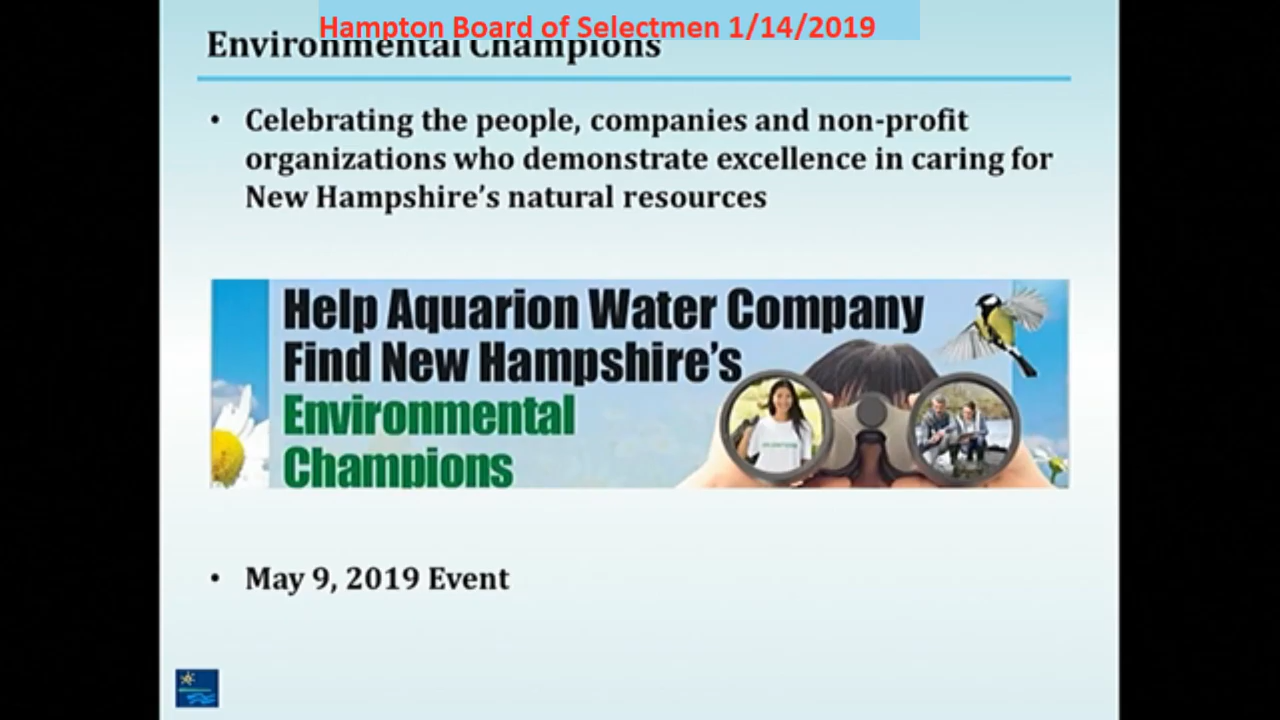 Hampton Board of Selectmen 1/14/2019
Environmental Champions
• Celebrating the people, companies and non-profit
organizations who demonstrate excellence in caring for
New Hampshire's natural resources
Help Aquarion Water Company
Find New Hampshire's
Environmental
Champions
• May 9, 2019 Event